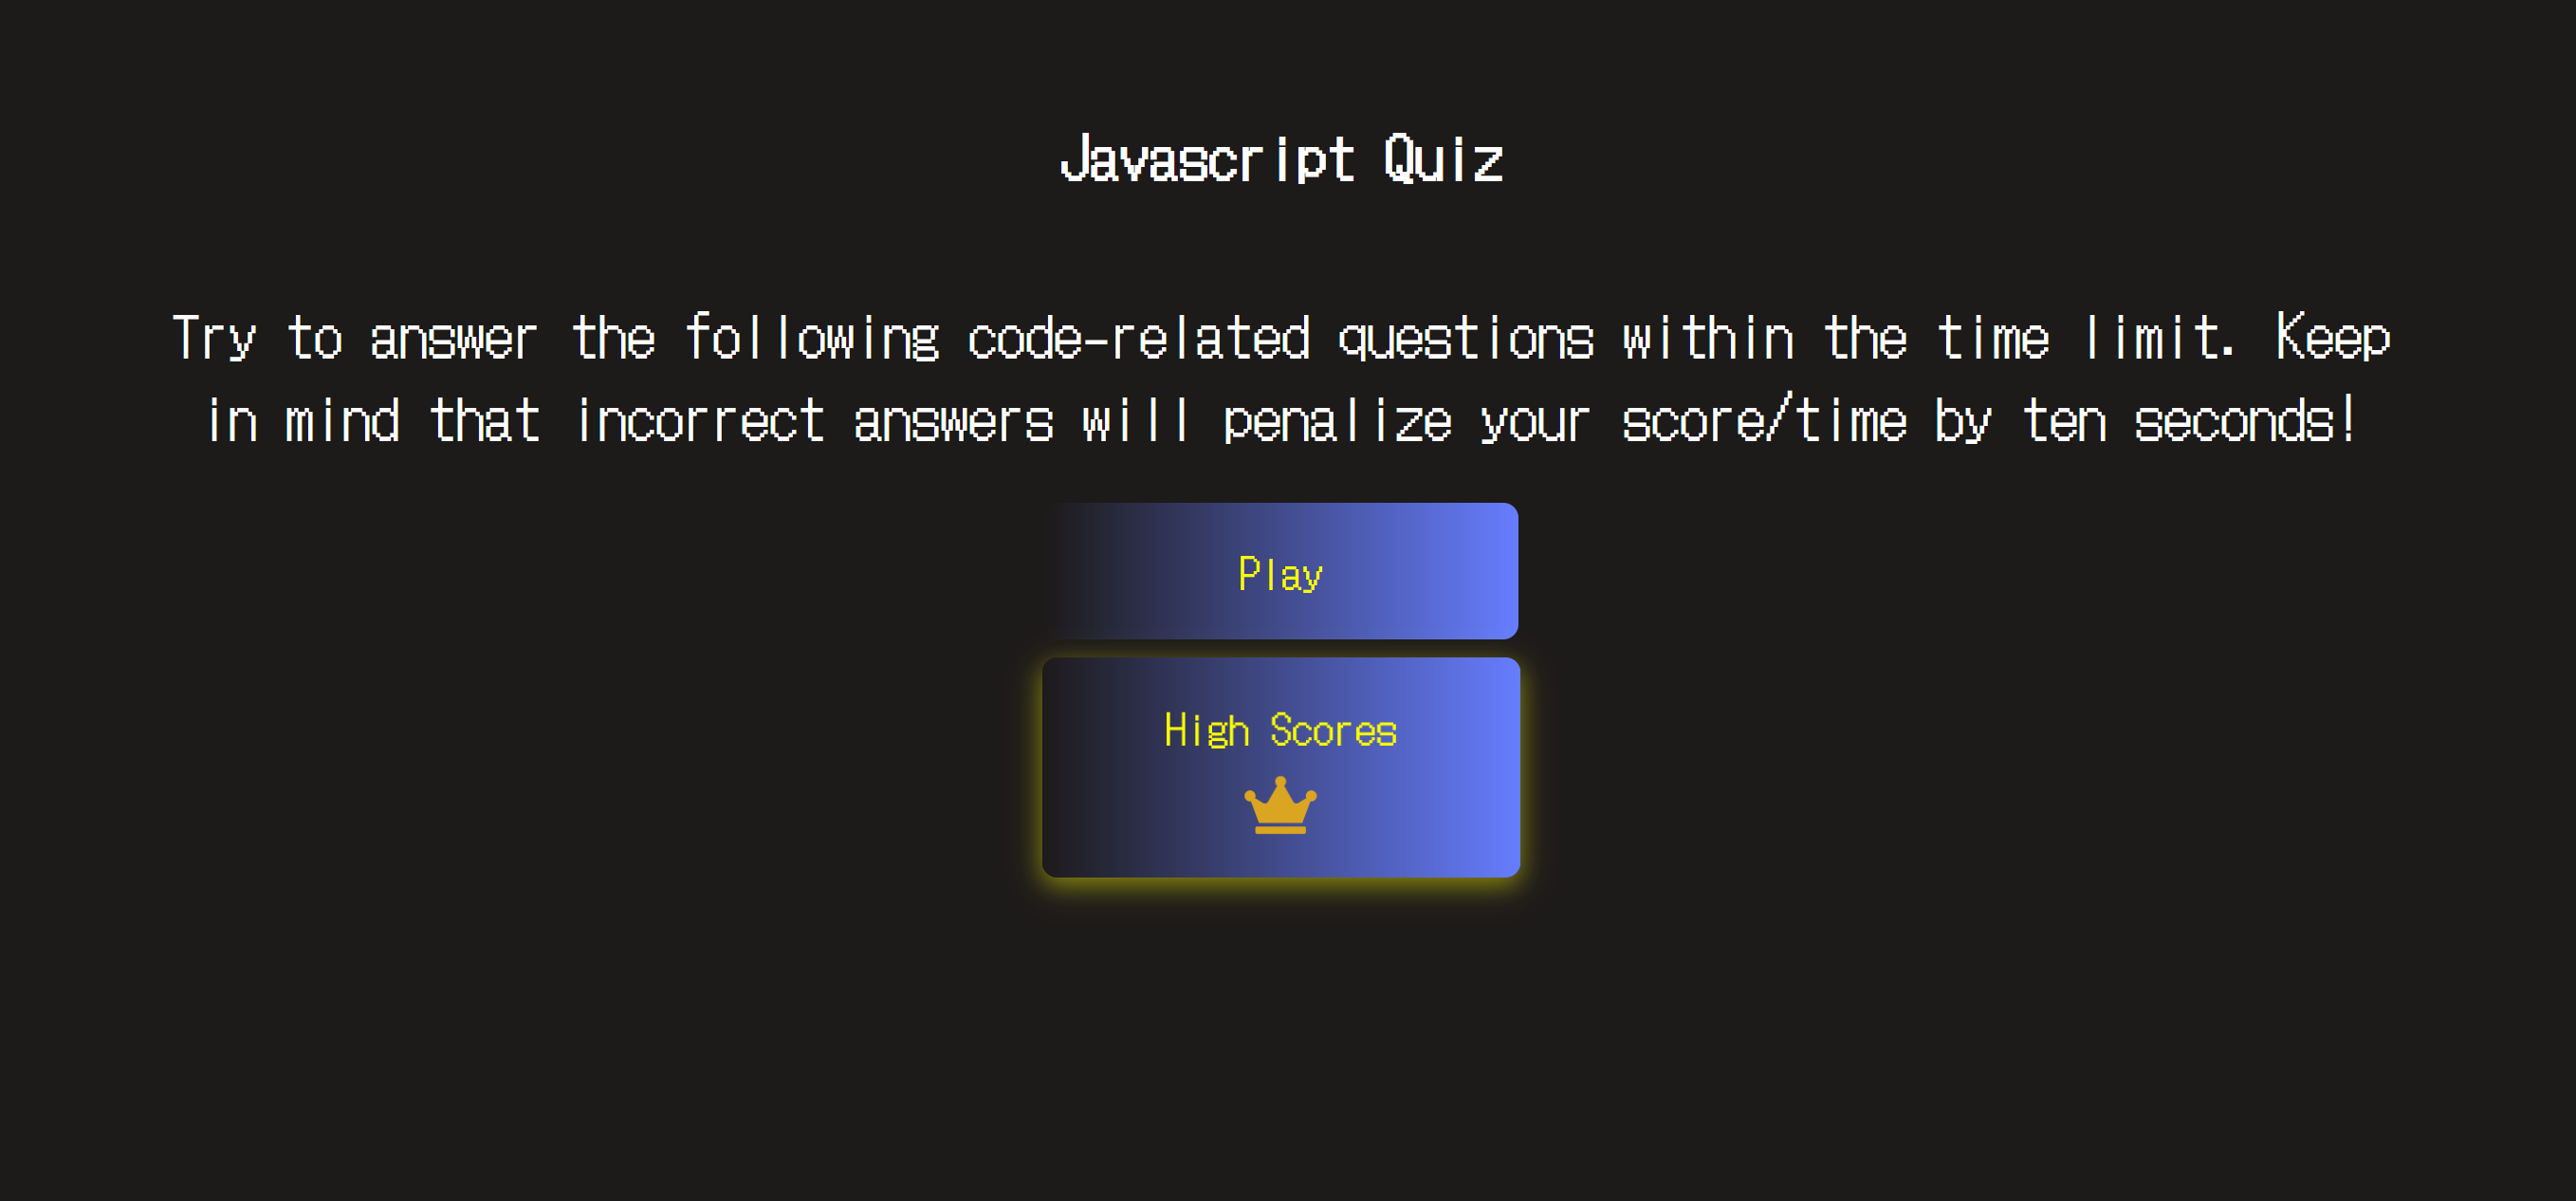 Javascript Quiz
Try to answer the following code-related questions within the time limit. Keep
in mind that incorrect answers will penalize your score/time by ten seconds!
Play
High Scores